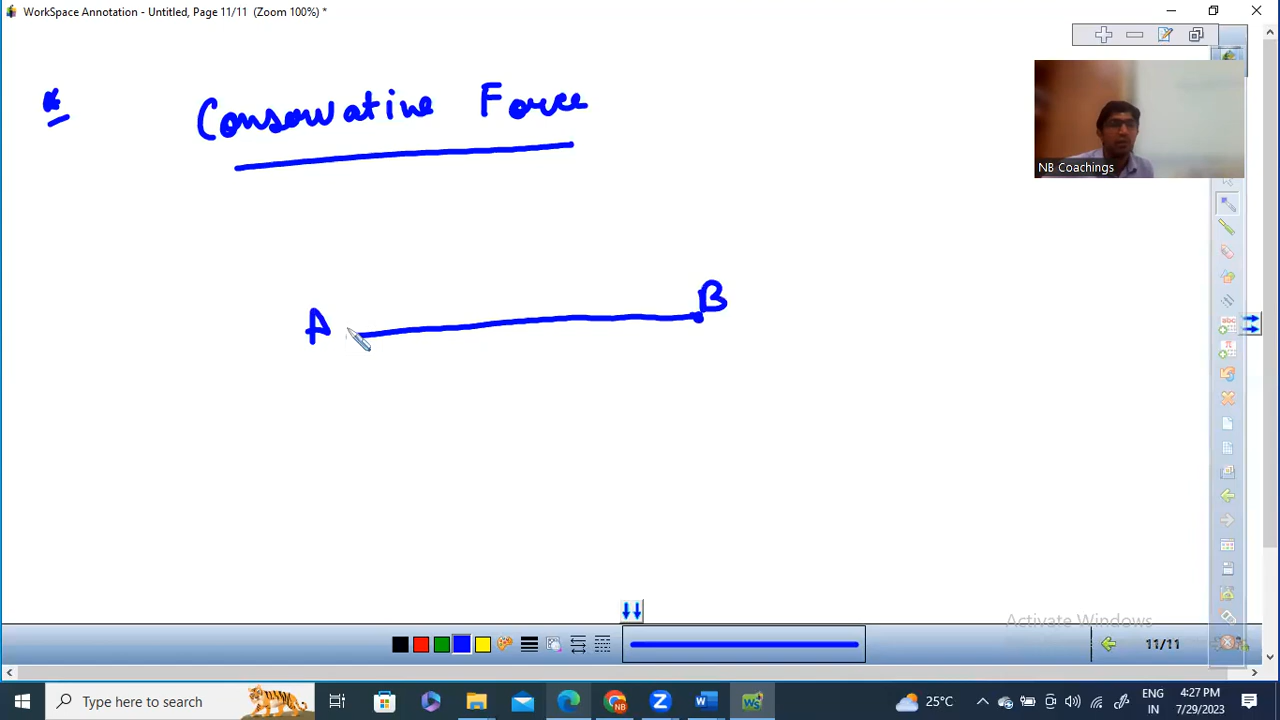 WorkSpace Annotation - Untitled, Page 11/11 (Zoom 100%) *
* Conservative Force
NB Coachings
A B
Activate Windows
11/11
Type here to search
25°C
ENG
IN
4:27 PM
7/29/2023